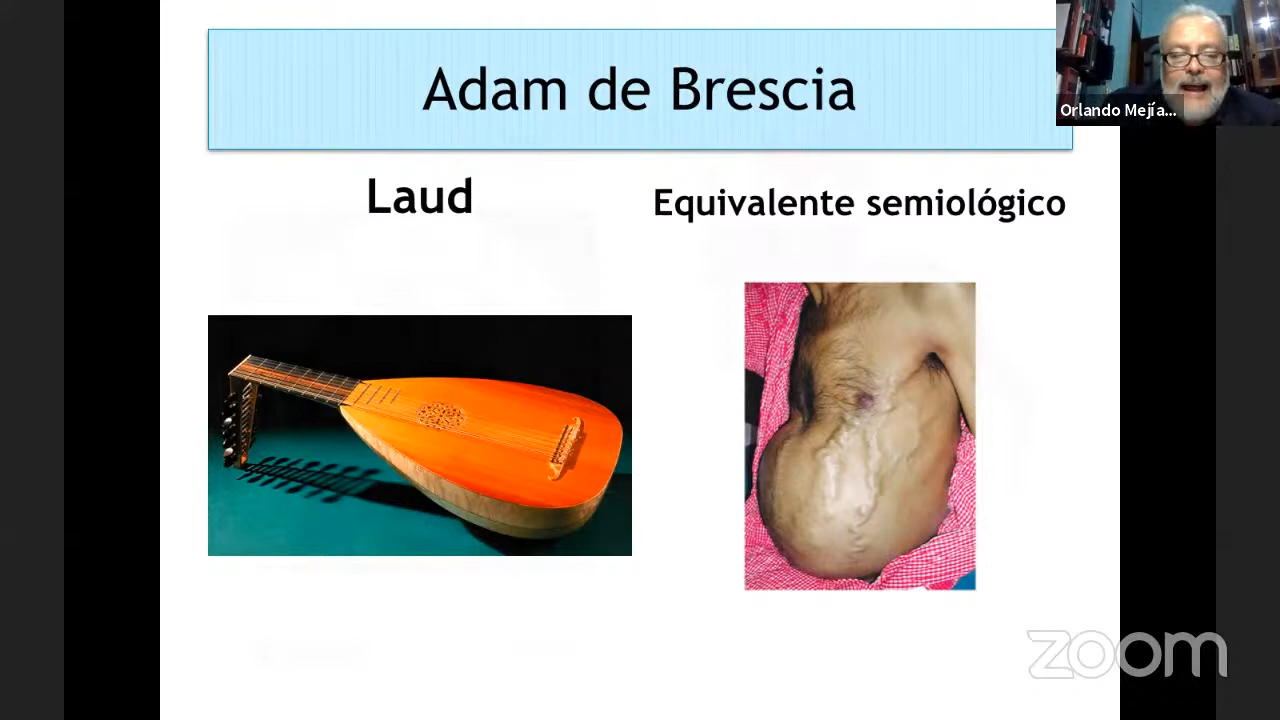 Adam de Brescia
Orlando Mejía...
Laud
Equivalente semiológico
zoom